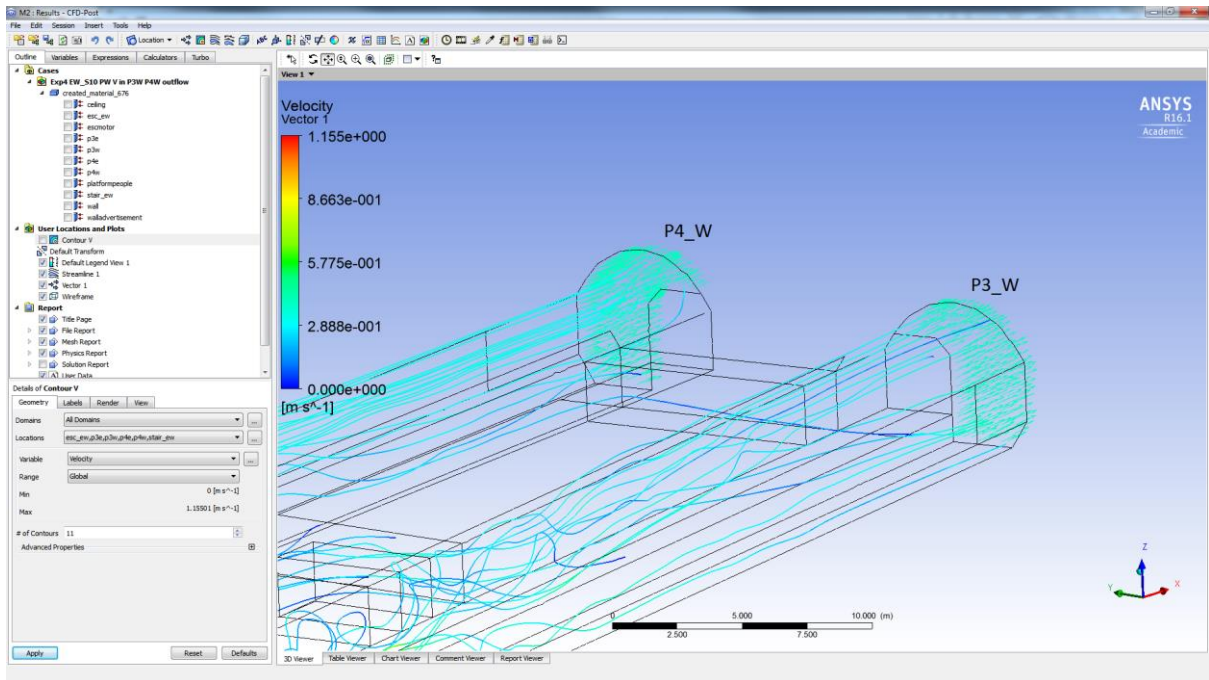 M2 : Results - CFD-Post
File Edit Session Insert Tools Help
Location
Outline Variables Expressions Calculators Turbo
Cases
Exp4 EW_S10 PW V in P3W P4W outflow
created_material_676
ceiling
esc_ew
escmotor
p3e
p3w
p4e
p4w
platformpeople
stair_ew
wall
walladvertisement
User Locations and Plots
Contour V
Default Transform
Default Legend View 1
Streamline 1
Vector 1
Wireframe
Report
Title Page
File Report
Mesh Report
Physics Report
Solution Report
User Data
Details of Contour V
Geometry Labels Render View
Domains All Domains ...
Locations esc_ew,p3e,p3w,p4e,p4w,stair_ew ...
Variable Velocity ...
Range Global
Min 0 [m s^-1]
Max 1.15501 [m s^-1]
# of Contours 11
Advanced Properties
Apply Reset Defaults
View 1
Velocity
Vector 1
1.155e+000
8.663e-001
5.775e-001
2.888e-001
0.000e+000
[m s^-1]
ANSYS
R16.1
Academic
P4_W
P3_W
Z
Y X
0 5.000 10.000 (m)
2.500 7.500
3D Viewer Table Viewer Chart Viewer Comment Viewer Report Viewer